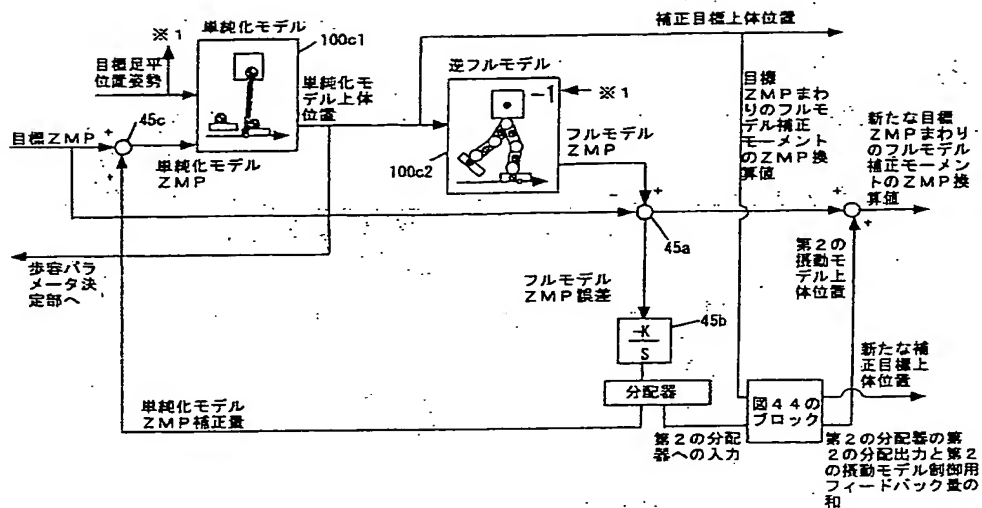 ※1
単純化モデル
100c1
補正目標上体位置
目標足平
位置姿勢
単純化モ
デル上体
位置
逆フルモデル
-1
※1
100c2
フルモデル
ZMP
目標
ZMPまわ
りのフルモ
デル補正
モーメント
のZMP換
算値
新たな目標
ZMPまわり
のフルモデル
補正モーメン
トのZMP換
算値
目標ZMP
45c
+
+
単純化モデル
ZMP
-
+
+
+
45a
歩容パラ
メータ決
定部へ
フルモデル
ZMP誤差
第2の
摂動モ
デル上
体位置
45b
-K
S
分配器
新たな補
正目標上
体位置
単純化モデル
ZMP補正量
図44の
ブロック
第2の分配
器への入力
第2の分配器の第
2の分配出力と第2
の摂動モデル制御用
フィードバック量の
和